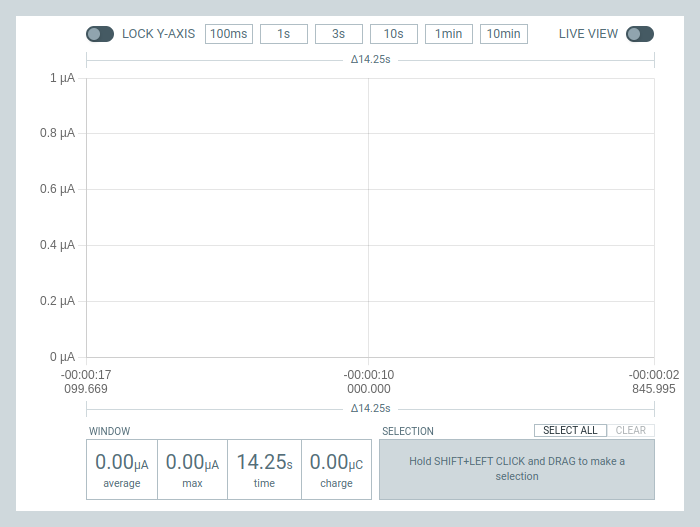 LOCK Y-AXIS 100ms 1s 3s 10s 1min 10min LIVE VIEW
Δ14.25s
1 µA
0.8 µA
0.6 µA
0.4 µA
0.2 µA
0 µA
-00:00:17 -00:00:10 -00:00:02
099.669 000.000 845.995
Δ14.25s
WINDOW SELECTION SELECT ALL CLEAR
0.00µA 0.00µA 14.25s 0.00µC
average max time charge
Hold SHIFT+LEFT CLICK and DRAG to make a
selection